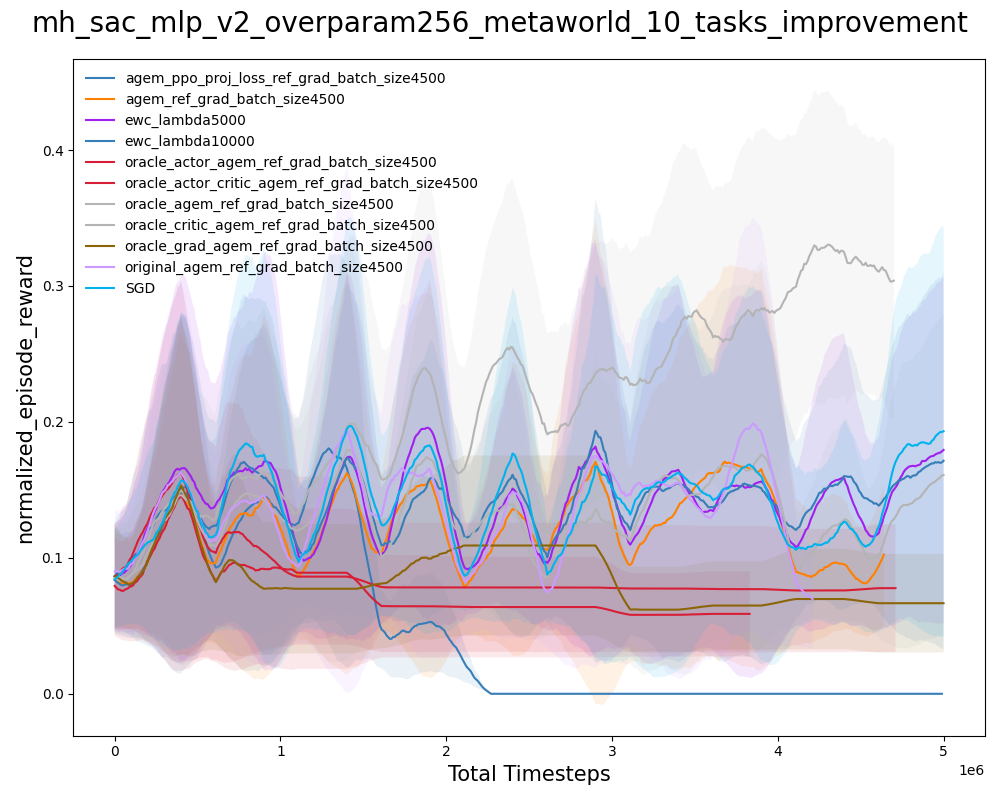 mh_sac_mlp_v2_overparam256_metaworld_10_tasks_improvement
agem_ppo_proj_loss_ref_grad_batch_size4500
agem_ref_grad_batch_size4500
ewc_lambda5000
ewc_lambda10000
oracle_actor_agem_ref_grad_batch_size4500
oracle_actor_critic_agem_ref_grad_batch_size4500
oracle_agem_ref_grad_batch_size4500
oracle_critic_agem_ref_grad_batch_size4500
oracle_grad_agem_ref_grad_batch_size4500
original_agem_ref_grad_batch_size4500
SGD
normalized_episode_reward
0.4
0.3
0.2
0.1
0.0
0 1 2 3 4 5
1e6
Total Timesteps